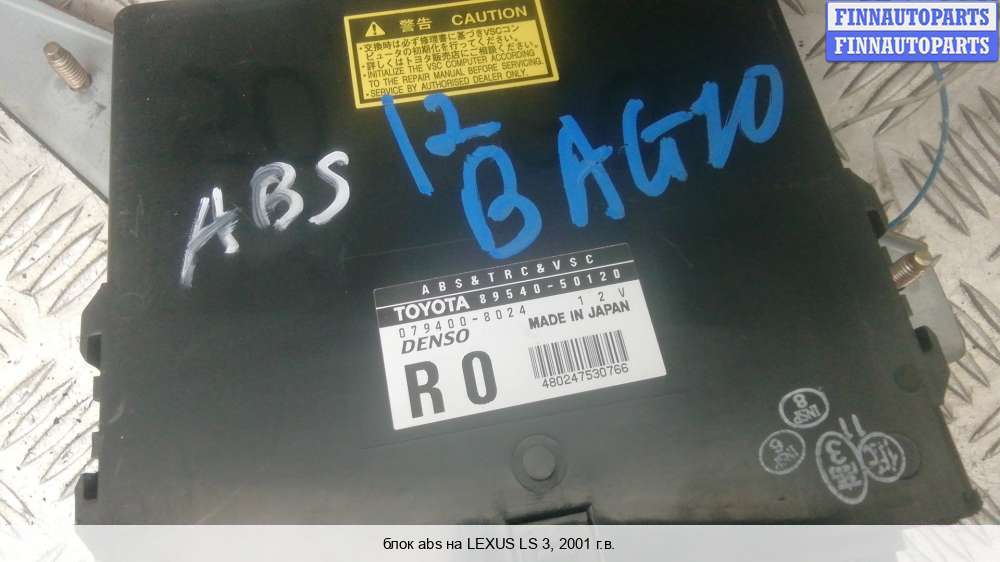 FINNAUTOPARTS
FINNAUTOPARTS
警告 CAUTION
•交換時は必ず修理書に基づきVSCコン
ピュータの初期化を行ってください。
•詳しくはトヨタ販売店にご相談ください。
•INITIALIZE THE VSC COMPUTER ACCORDING
TO THE REPAIR MANUAL BEFORE SERVICING.
•SERVICE BY AUTHORISED DEALER ONLY.
12
ABS
BAG20
ABS&TRC&VSC
TOYOTA 89540-50120
079400-8024 12V
DENSO MADE IN JAPAN
R0
480247530766
INSP
8
3
блок abs на LEXUS LS 3, 2001 г.в.